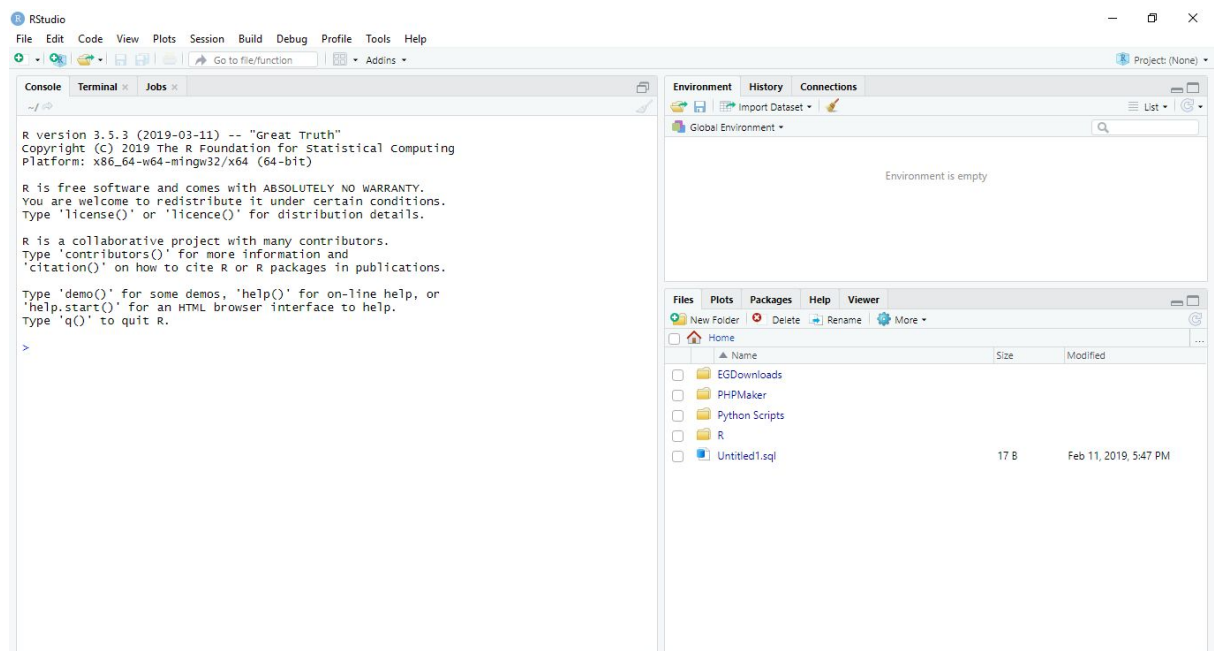 RStudio
File Edit Code View Plots Session Build Debug Profile Tools Help
Go to file/function Addins Project: (None)
Console Terminal Jobs
~/
R version 3.5.3 (2019-03-11) -- "Great Truth"
Copyright (C) 2019 The R Foundation for Statistical Computing
Platform: x86_64-w64-mingw32/x64 (64-bit)
R is free software and comes with ABSOLUTELY NO WARRANTY.
You are welcome to redistribute it under certain conditions.
Type 'license()' or 'licence()' for distribution details.
R is a collaborative project with many contributors.
Type 'contributors()' for more information and
'citation()' on how to cite R or R packages in publications.
Type 'demo()' for some demos, 'help()' for on-line help, or
'help.start()' for an HTML browser interface to help.
Type 'q()' to quit R.
>
Environment History Connections
Import Dataset List
Global Environment
Environment is empty
Files Plots Packages Help Viewer
New Folder Delete Rename More
Home ...
Name Size Modified
EGDownloads
PHPMaker
Python Scripts
R
Untitled1.sql 17 B Feb 11, 2019, 5:47 PM